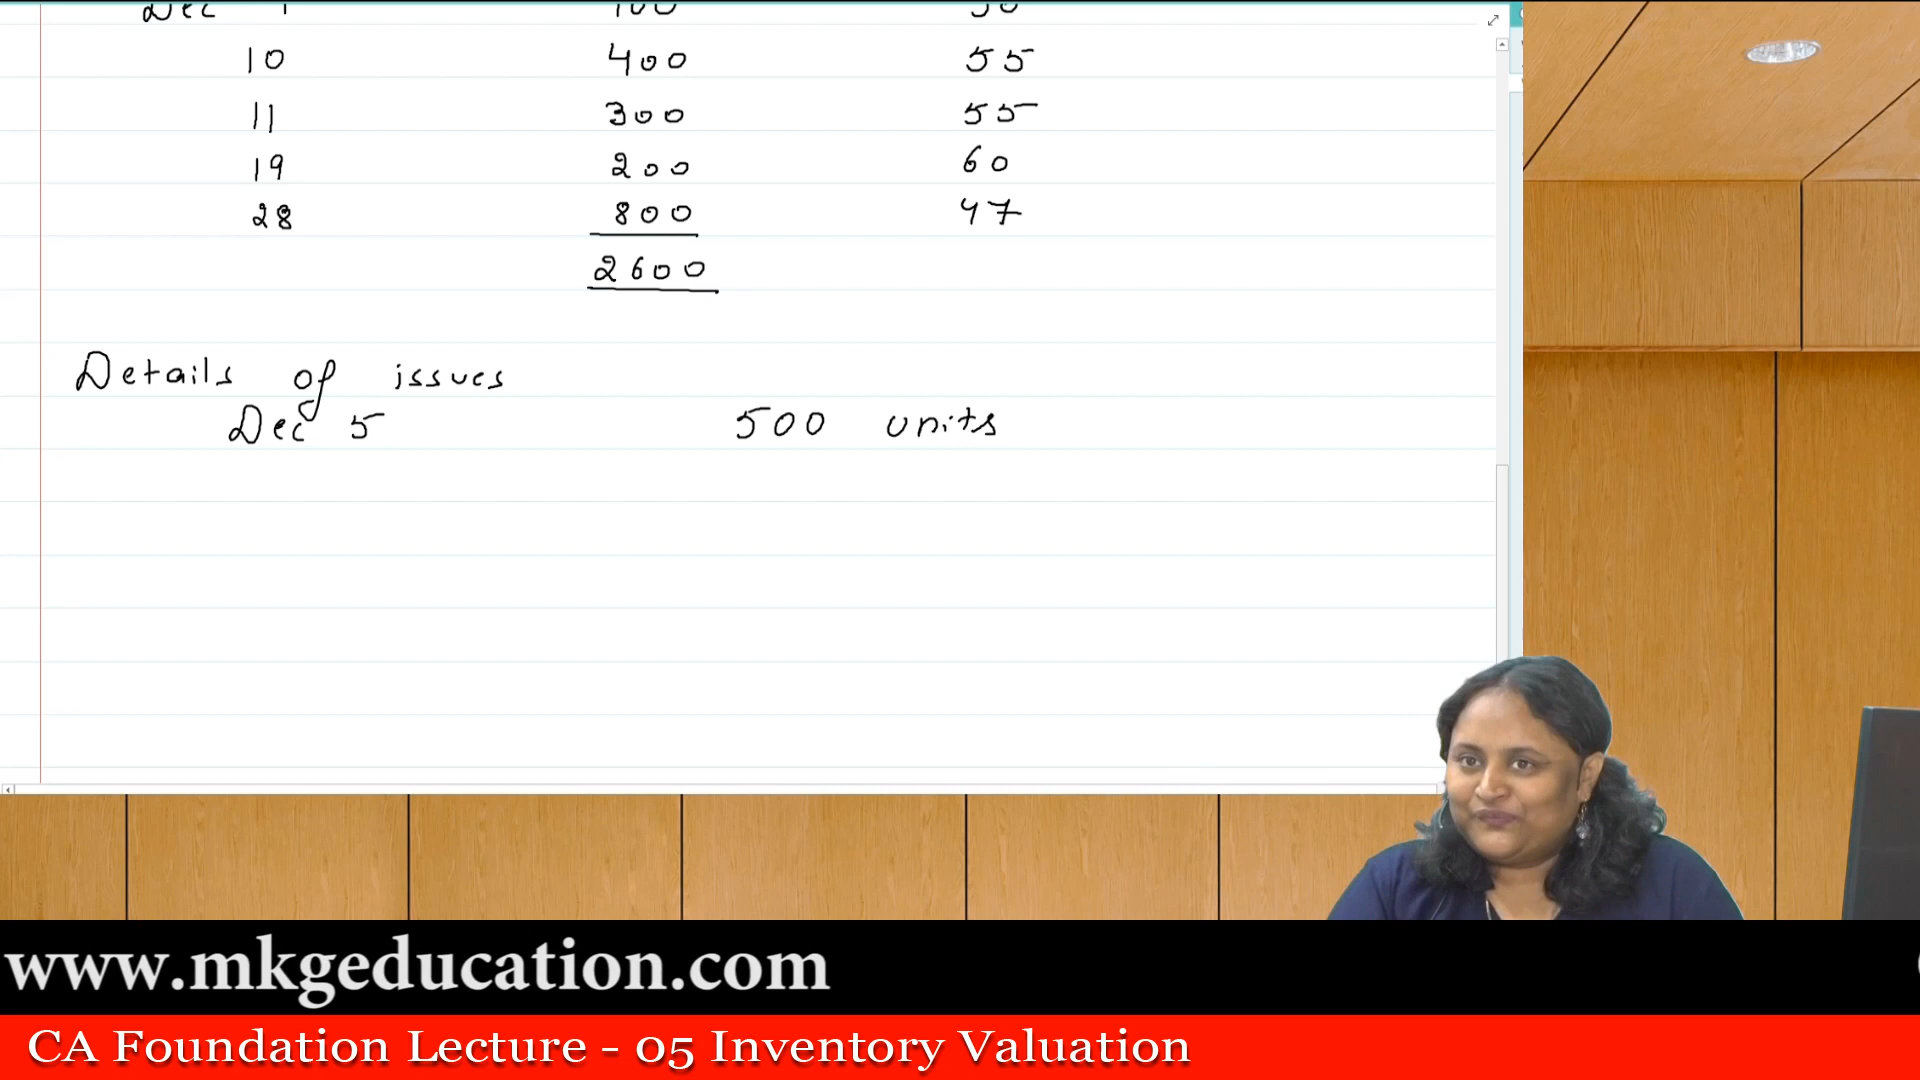 Dec
10 400 55
11 300 55
19 200 60
28 800 47
2600
Details of issues
Dec 5 500 units
www.mkgeducation.com
CA Foundation Lecture - 05 Inventory Valuation